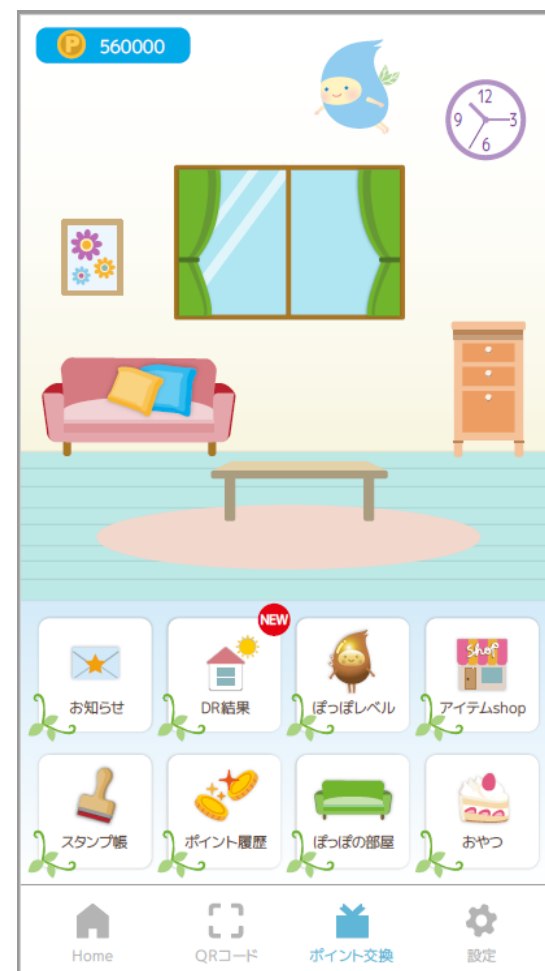 P 560000
12
9 3
6
NEW
お知らせ
DR結果
ぽっぽレベル
shop
アイテムshop
スタンプ帳
ポイント履歴
ぽっぽの部屋
おやつ
Home
QRコード
ポイント交換
設定